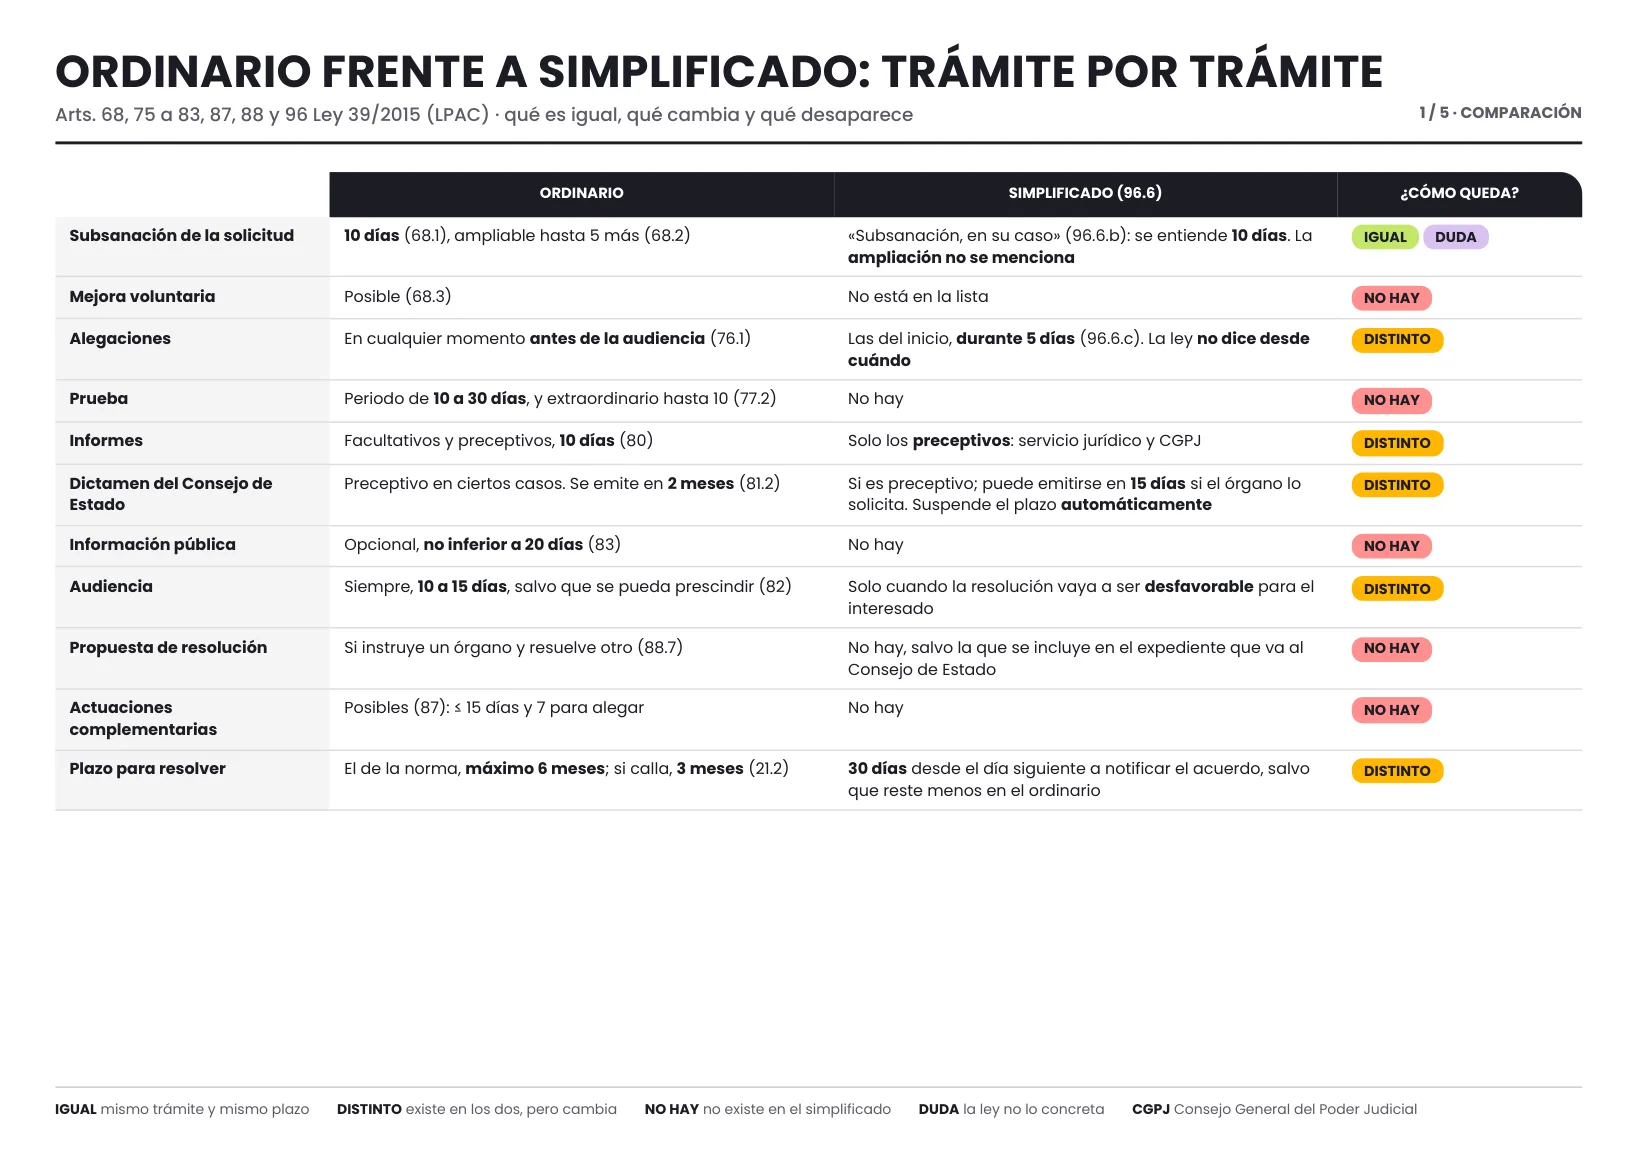 ORDINARIO FRENTE A SIMPLIFICADO: TRÁMITE POR TRÁMITE
Arts. 68, 75 a 83, 87, 88 y 96 Ley 39/2015 (LPAC) · qué es igual, qué cambia y qué desaparece
1 / 5 · COMPARACIÓN
ORDINARIO
SIMPLIFICADO (96.6)
¿CÓMO QUEDA?
Subsanación de la solicitud
10 días (68.1), ampliable hasta 5 más (68.2)
«Subsanación, en su caso» (96.6.b): se entiende 10 días. La
ampliación no se menciona
IGUAL DUDA
Mejora voluntaria
Posible (68.3)
No está en la lista
NO HAY
Alegaciones
En cualquier momento antes de la audiencia (76.1)
Las del inicio, durante 5 días (96.6.c). La ley no dice desde
cuándo
DISTINTO
Prueba
Periodo de 10 a 30 días, y extraordinario hasta 10 (77.2)
No hay
NO HAY
Informes
Facultativos y preceptivos, 10 días (80)
Solo los preceptivos: servicio jurídico y CGPJ
DISTINTO
Dictamen del Consejo de
Estado
Preceptivo en ciertos casos. Se emite en 2 meses (81.2)
Si es preceptivo; puede emitirse en 15 días si el órgano lo
solicita. Suspende el plazo automáticamente
DISTINTO
Información pública
Opcional, no inferior a 20 días (83)
No hay
NO HAY
Audiencia
Siempre, 10 a 15 días, salvo que se pueda prescindir (82)
Solo cuando la resolución vaya a ser desfavorable para el
interesado
DISTINTO
Propuesta de resolución
Si instruye un órgano y resuelve otro (88.7)
No hay, salvo la que se incluye en el expediente que va al
Consejo de Estado
NO HAY
Actuaciones
complementarias
Posibles (87): ≤ 15 días y 7 para alegar
No hay
NO HAY
Plazo para resolver
El de la norma, máximo 6 meses; si calla, 3 meses (21.2)
30 días desde el día siguiente a notificar el acuerdo, salvo
que reste menos en el ordinario
DISTINTO
IGUAL mismo trámite y mismo plazo DISTINTO existe en los dos, pero cambia NO HAY no existe en el simplificado DUDA la ley no lo concreta CGPJ Consejo General del Poder Judicial